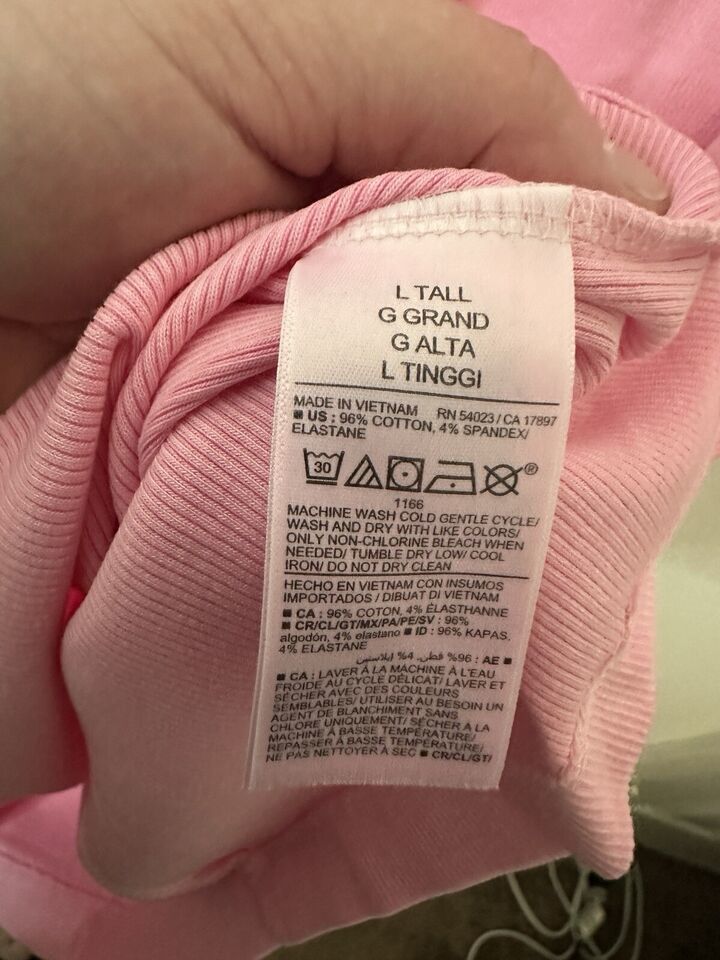 L TALL
G GRAND
G ALTA
L TINGGI
MADE IN VIETNAM RN 54023 / CA 17897
■ US : 96% COTTON, 4% SPANDEX/
ELASTANE
30 ®
1166
MACHINE WASH COLD GENTLE CYCLE/
WASH AND DRY WITH LIKE COLORS/
ONLY NON-CHLORINE BLEACH WHEN
NEEDED/ TUMBLE DRY LOW/ COOL
IRON/ DO NOT DRY CLEAN
HECHO EN VIETNAM CON INSUMOS
IMPORTADOS / DIBUAT DI VIETNAM
■ CA : 96% COTON, 4% ÉLASTHANNE
■ CR/CL/GT/MX/PA/PE/SV : 96%
algodón, 4% elastano ■ ID : 96% KAPAS,
4% ELASTANE
■ AE : 96% قطن, 4% إيلاستين
■ CA : LAVER À LA MACHINE À L'EAU
FROIDE AU CYCLE DÉLICAT/ LAVER ET
SÉCHER AVEC DES COULEURS
SEMBLABLES/ UTILISER AU BESOIN UN
AGENT DE BLANCHIMENT SANS
CHLORE UNIQUEMENT/ SÉCHER À LA
MACHINE À BASSE TEMPÉRATURE/
REPASSER À BASSE TEMPÉRATURE/
NE PAS NETTOYER À SEC ■ CR/CL/GT/